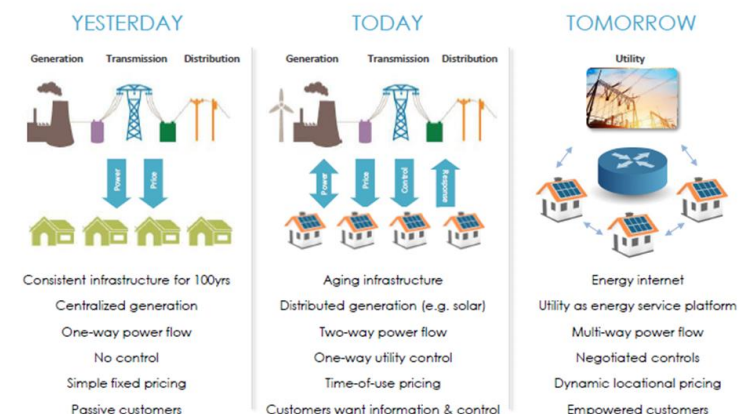 YESTERDAY
Generation Transmission Distribution
Power
Price
Consistent infrastructure for 100yrs
Centralized generation
One-way power flow
No control
Simple fixed pricing
Passive customers
TODAY
Generation Transmission Distribution
Power
Price
Control
Response
Aging infrastructure
Distributed generation (e.g. solar)
Two-way power flow
One-way utility control
Time-of-use pricing
Customers want information & control
TOMORROW
Utility
Energy internet
Utility as energy service platform
Multi-way power flow
Negotiated controls
Dynamic locational pricing
Empowered customers